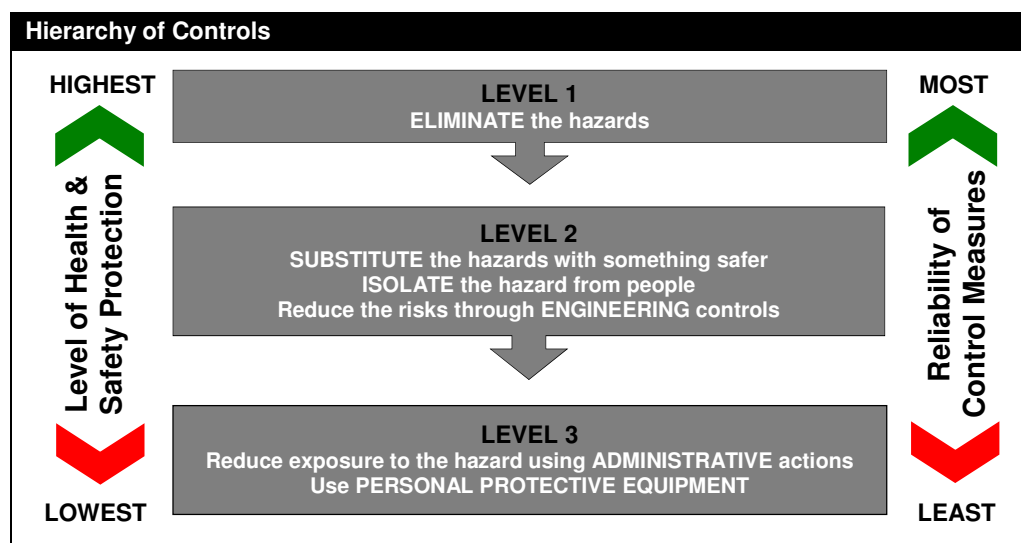 Hierarchy of Controls
HIGHEST
MOST
LEVEL 1
ELIMINATE the hazards
Level of Health &
Safety Protection
LEVEL 2
SUBSTITUTE the hazards with something safer
ISOLATE the hazard from people
Reduce the risks through ENGINEERING controls
Reliability of
Control Measures
LEVEL 3
Reduce exposure to the hazard using ADMINISTRATIVE actions
Use PERSONAL PROTECTIVE EQUIPMENT
LOWEST
LEAST